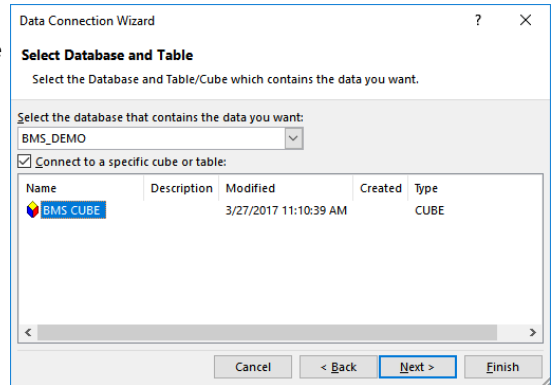 Data Connection Wizard ? ×
Select Database and Table
Select the Database and Table/Cube which contains the data you want.
Select the database that contains the data you want:
BMS_DEMO
Connect to a specific cube or table:
Name Description Modified Created Type
BMS CUBE 3/27/2017 11:10:39 AM CUBE
Cancel < Back Next > Finish